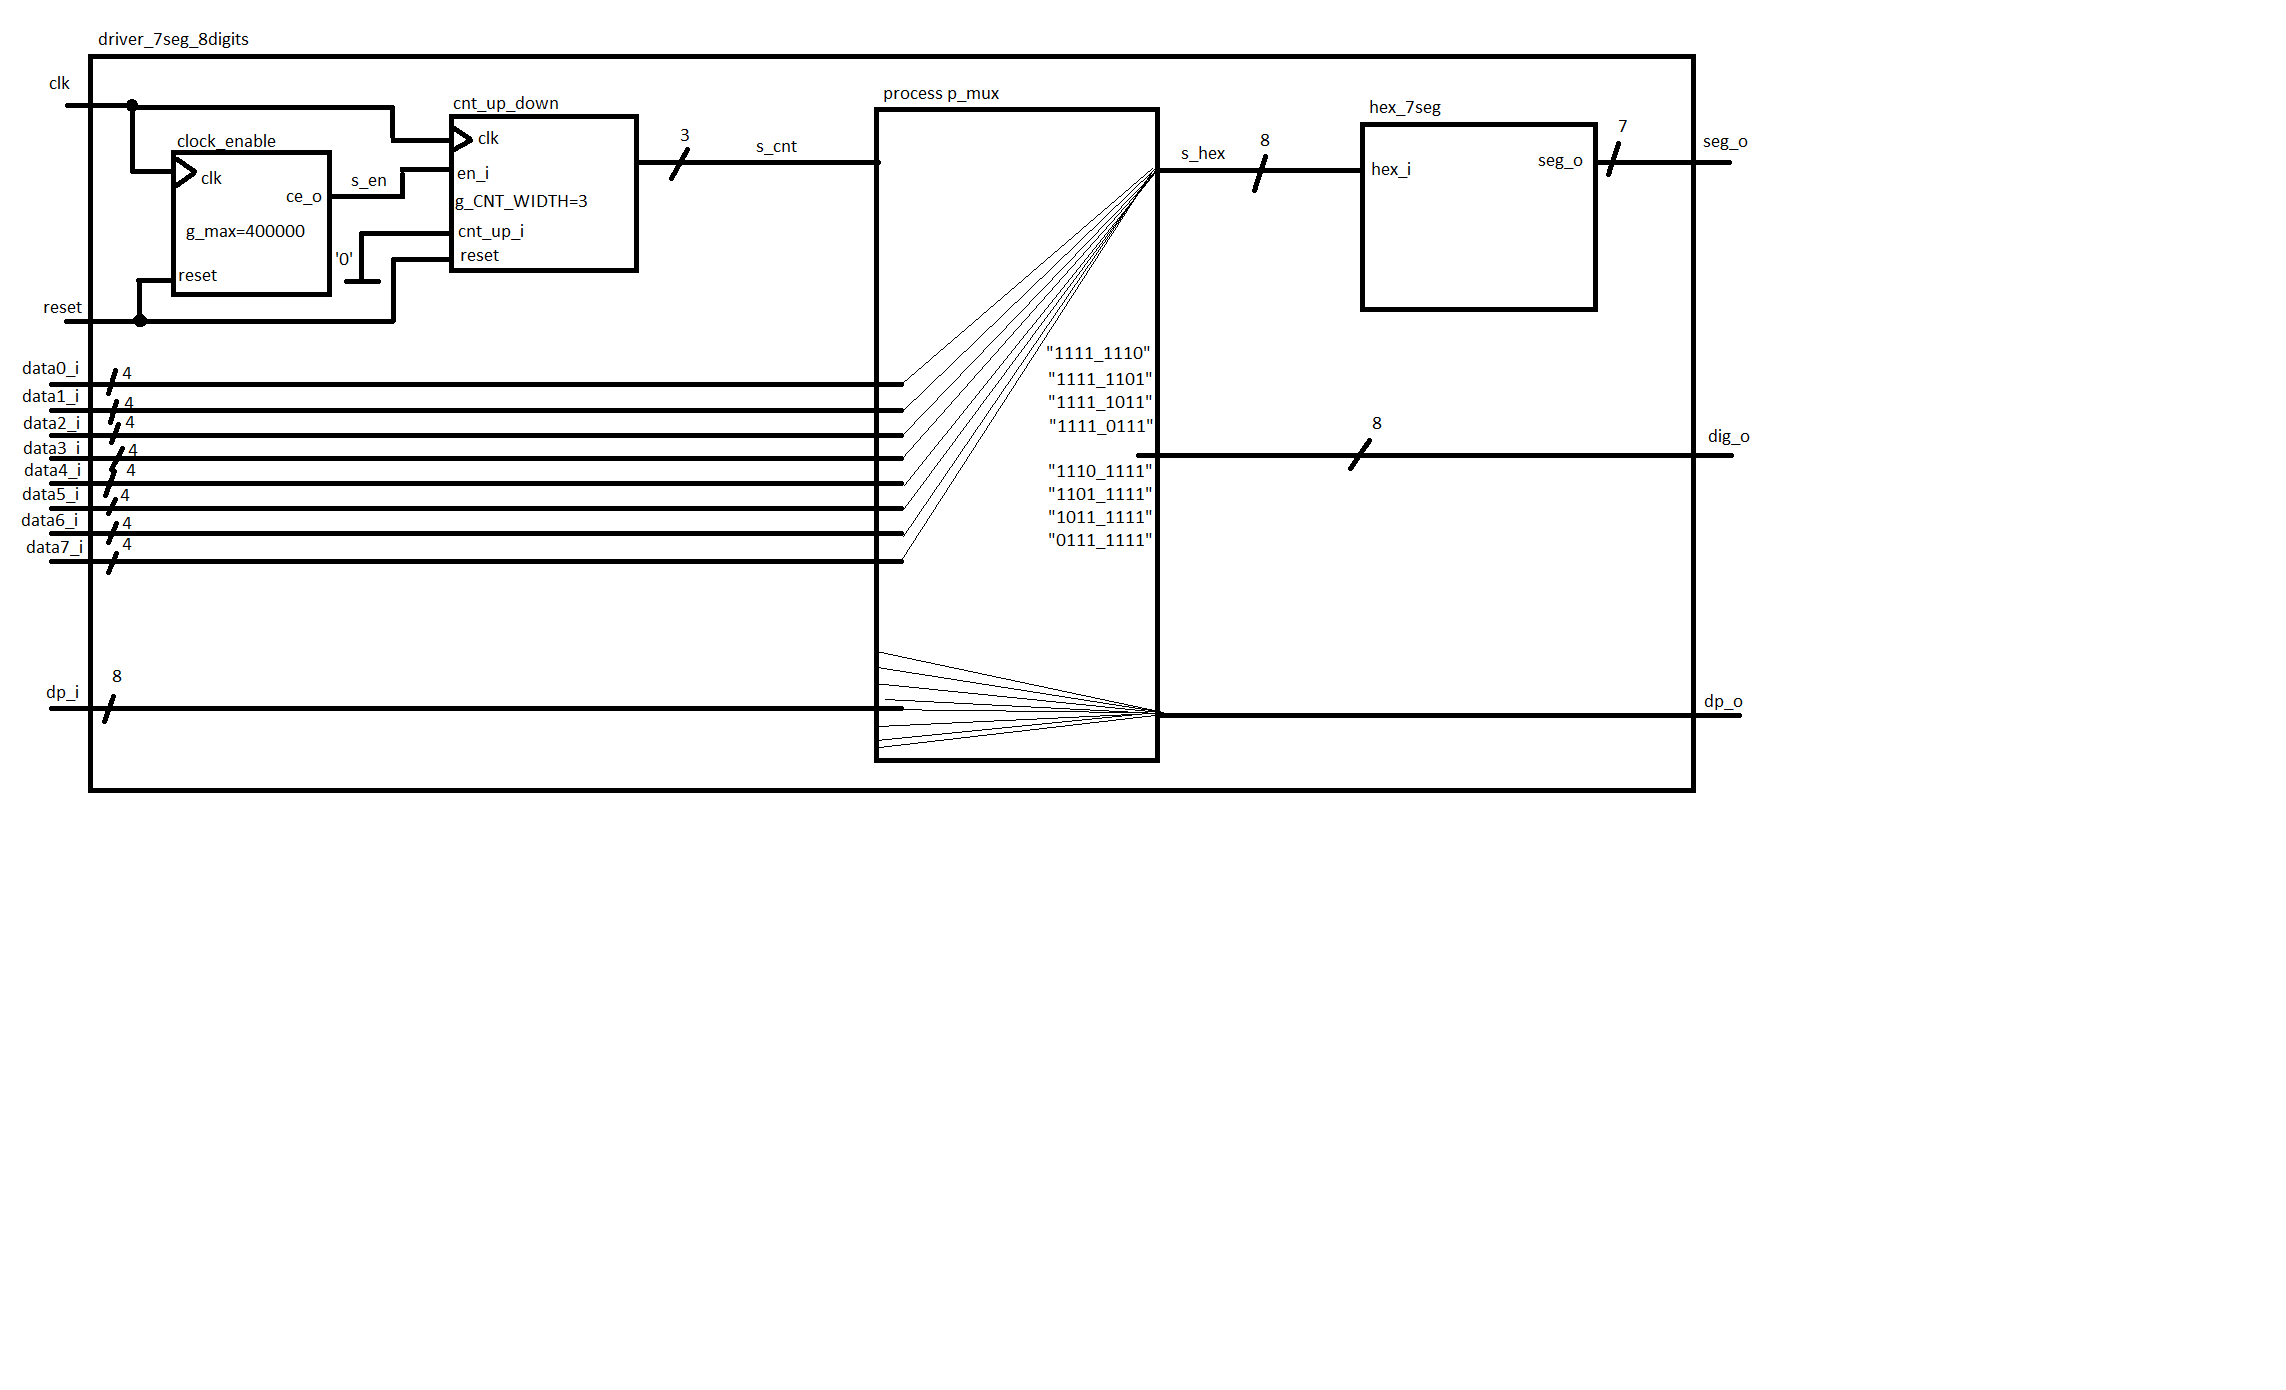 driver_7seg_8digits
clk
clock_enable
clk
ce_o
g_max=400000
reset
s_en
cnt_up_down
clk
en_i
g_CNT_WIDTH=3
cnt_up_i
reset
'0'
reset
3
s_cnt
process p_mux
s_hex
8
hex_7seg
hex_i
seg_o
7
seg_o
data0_i 4
data1_i 4
data2_i 4
data3_i 4
data4_i 4
data5_i 4
data6_i 4
data7_i 4
"1111_1110"
"1111_1101"
"1111_1011"
"1111_0111"
"1110_1111"
"1101_1111"
"1011_1111"
"0111_1111"
8
dig_o
8
dp_i
dp_o